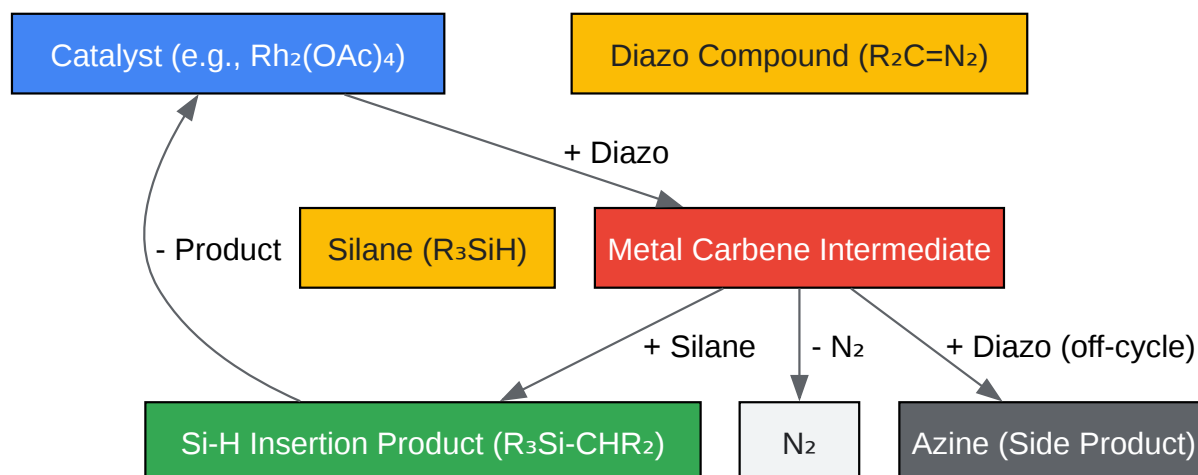 Catalyst (e.g., Rh₂(OAc)₄)
Diazo Compound (R₂C=N₂)
+ Diazo
- Product
Silane (R₃SiH)
Metal Carbene Intermediate
+ Silane
- N₂
+ Diazo (off-cycle)
Si-H Insertion Product (R₃Si-CHR₂)
N₂
Azine (Side Product)